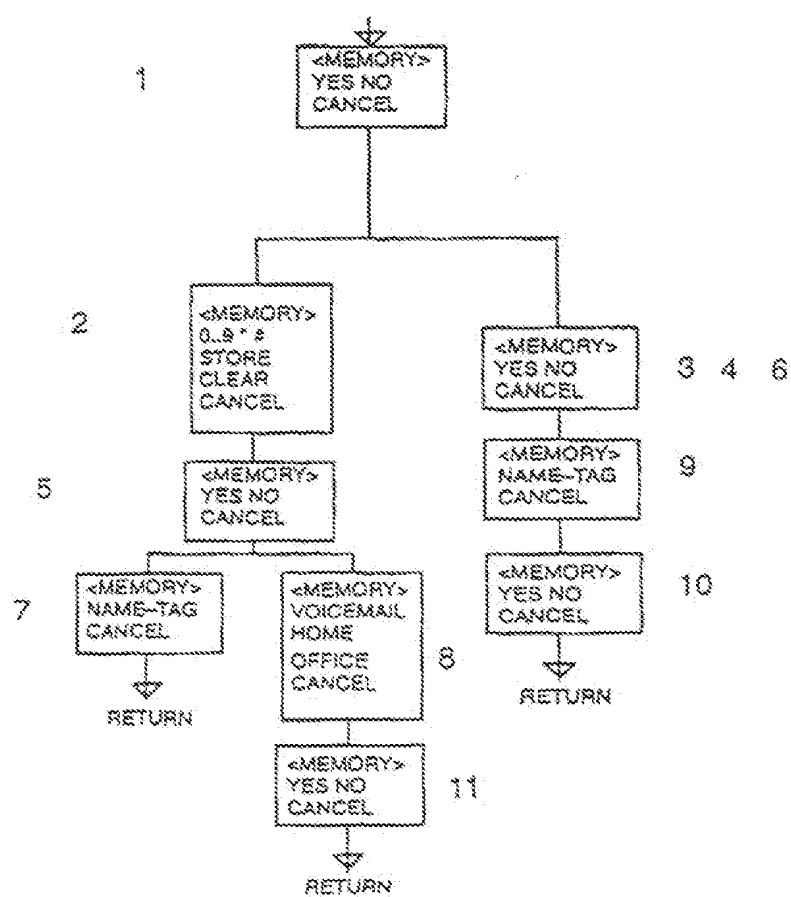 1
<MEMORY>
YES NO
CANCEL
2
<MEMORY>
0..9 * #
STORE
CLEAR
CANCEL
<MEMORY>
YES NO
CANCEL
3 4 6
5
<MEMORY>
YES NO
CANCEL
<MEMORY>
NAME-TAG
CANCEL
9
7
<MEMORY>
NAME-TAG
CANCEL
RETURN
<MEMORY>
VOICEMAIL
HOME
OFFICE
CANCEL
8
<MEMORY>
YES NO
CANCEL
10
RETURN
<MEMORY>
YES NO
CANCEL
11
RETURN